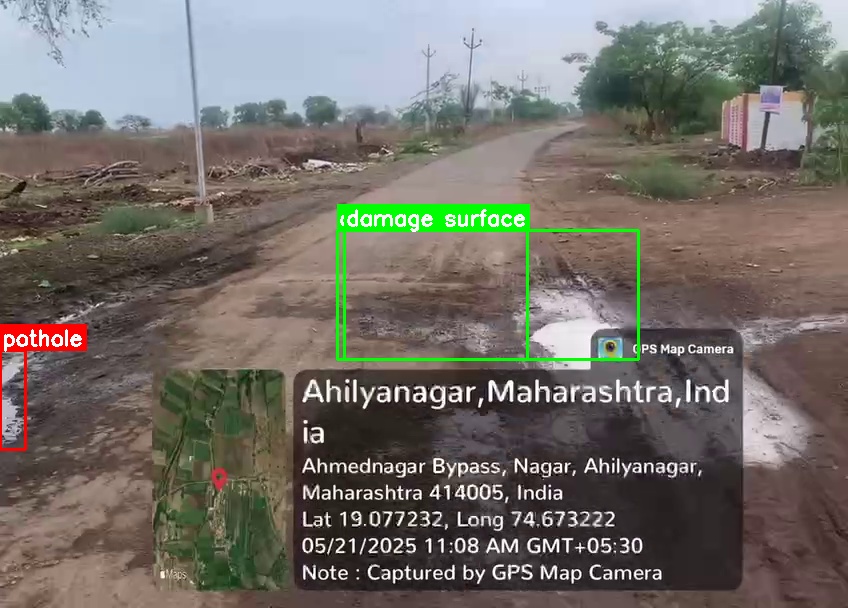 damage surface
pothole
GPS Map Camera
Ahilyanagar,Maharashtra,Ind
ia
Ahmednagar Bypass, Nagar, Ahilyanagar,
Maharashtra 414005, India
Lat 19.077232, Long 74.673222
05/21/2025 11:08 AM GMT+05:30
Note : Captured by GPS Map Camera
Maps